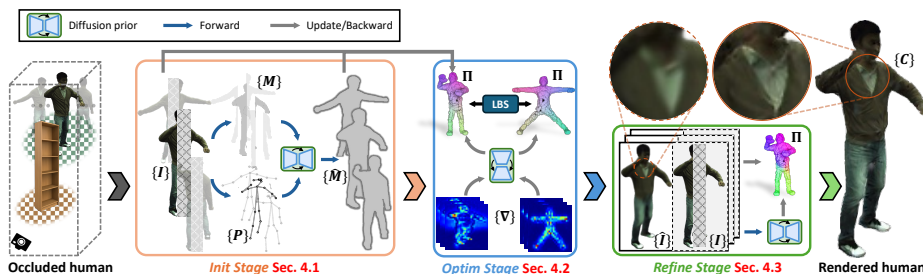 Diffusion prior
Forward
Update/Backward
{M}
{I}
{P}
{M̂}
Π
Π
LBS
{∇}
{Î}
{I}
Π
{C}
Occluded human
Init Stage Sec. 4.1
Optim Stage Sec. 4.2
Refine Stage Sec. 4.3
Rendered human